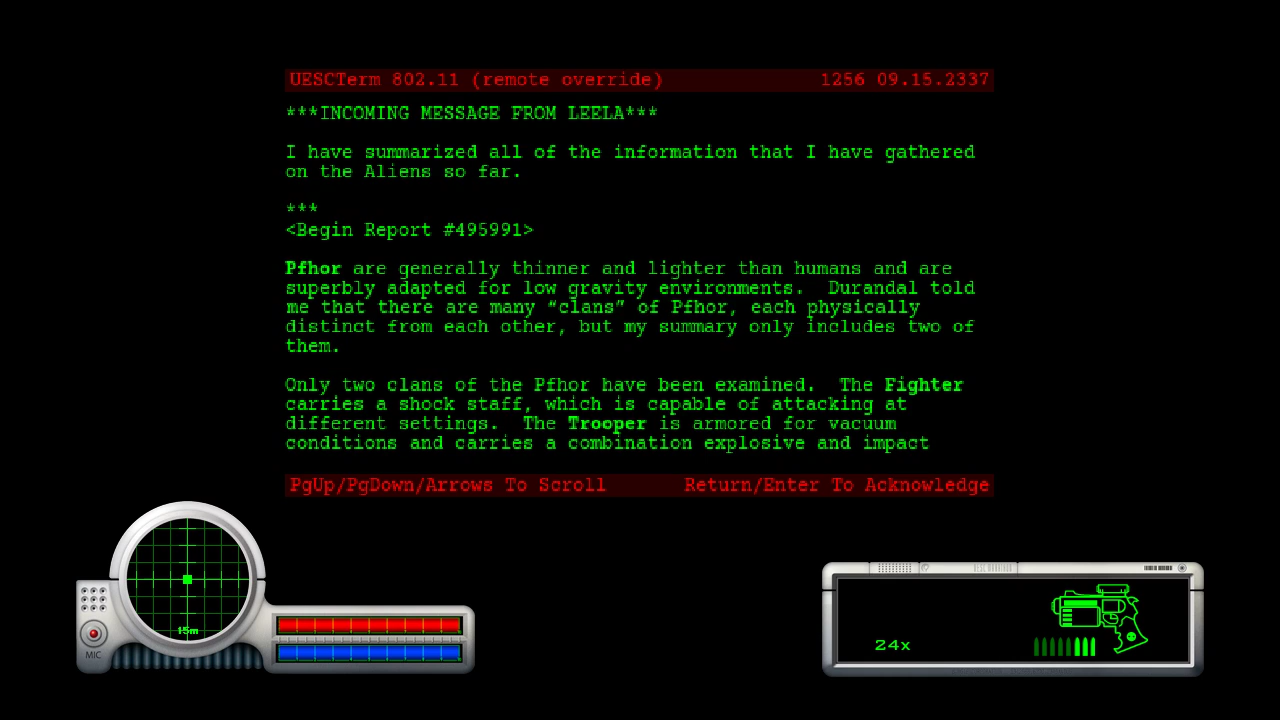 UESCTerm 802.11 (remote override) 1256 09.15.2337
***INCOMING MESSAGE FROM LEELA***
I have summarized all of the information that I have gathered
on the Aliens so far.
***
<Begin Report #495991>
Pfhor are generally thinner and lighter than humans and are
superbly adapted for low gravity environments.  Durandal told
me that there are many “clans” of Pfhor, each physically
distinct from each other, but my summary only includes two of
them.
Only two clans of the Pfhor have been examined.  The Fighter
carries a shock staff, which is capable of attacking at
different settings.  The Trooper is armored for vacuum
conditions and carries a combination explosive and impact
PgUp/PgDown/Arrows To Scroll Return/Enter To Acknowledge
15m
MIC
24x